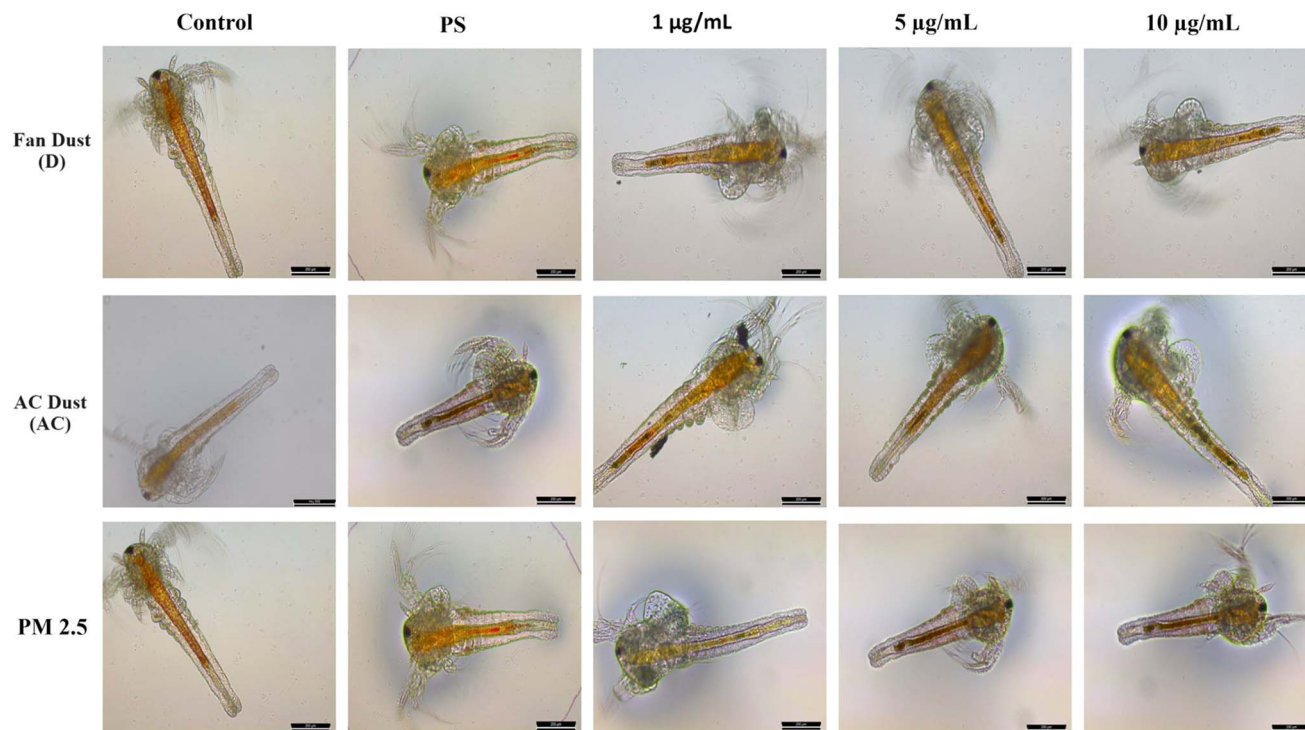 Control
PS
1 µg/mL
5 µg/mL
10 µg/mL
Fan Dust
(D)
AC Dust
(AC)
PM 2.5